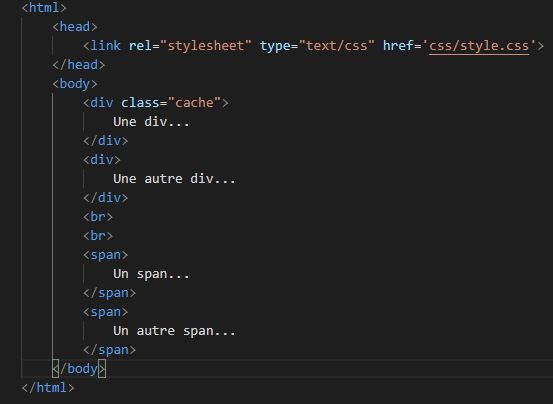 <html>
<head>
<link rel="stylesheet" type="text/css" href='css/style.css'>
</head>
<body>
<div class="cache">
Une div...
</div>
<div>
Une autre div...
</div>
<br>
<br>
<span>
Un span...
</span>
<span>
Un autre span...
</span>
</body>
</html>